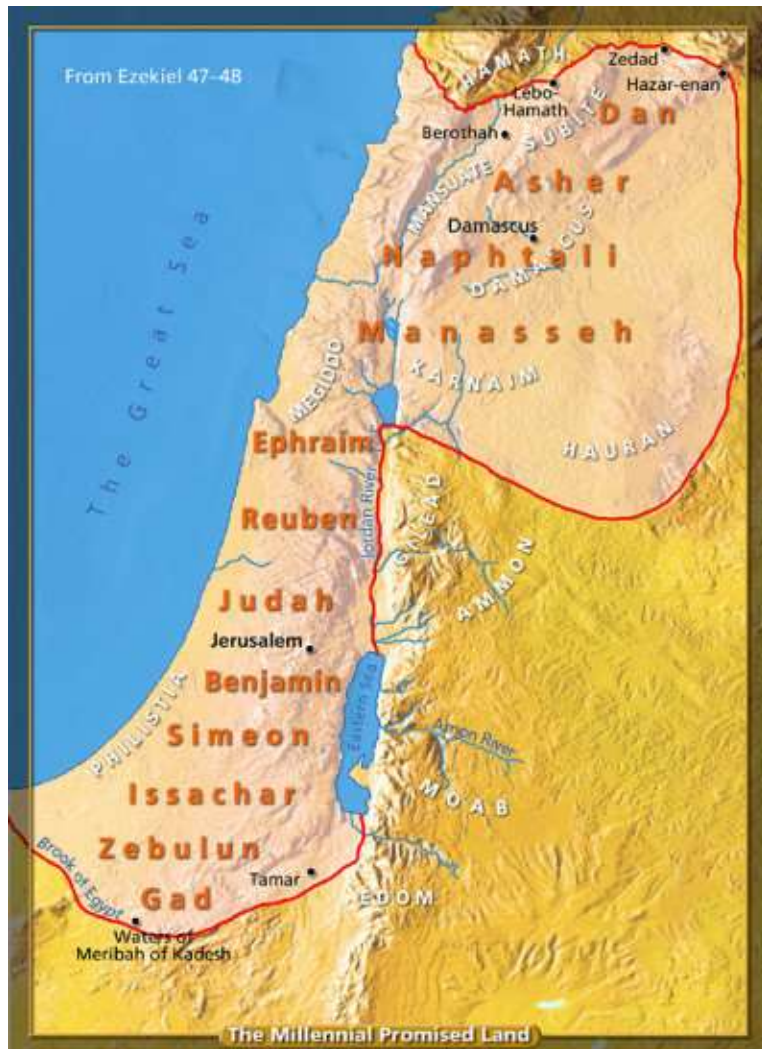 From Ezekiel 47–48
HAMATH
Zedad
Hazar-enan
Lebo-
Hamath
Dan
Berothah
SUBITE
MANSUATE
Asher
Damascus
Naphtali
DAMASCUS
Manasseh
The Great Sea
MEGIDDO
KARNAIM
HAURAN
Ephraim
Jordan River
GILEAD
Reuben
AMMON
Judah
Jerusalem
Benjamin
Eastern Sea
PHILISTIA
Simeon
Arnon River
MOAB
Issachar
Zebulun
Brook of Egypt
Tamar
Gad
EDOM
Waters of
Meribah of Kadesh
The Millennial Promised Land